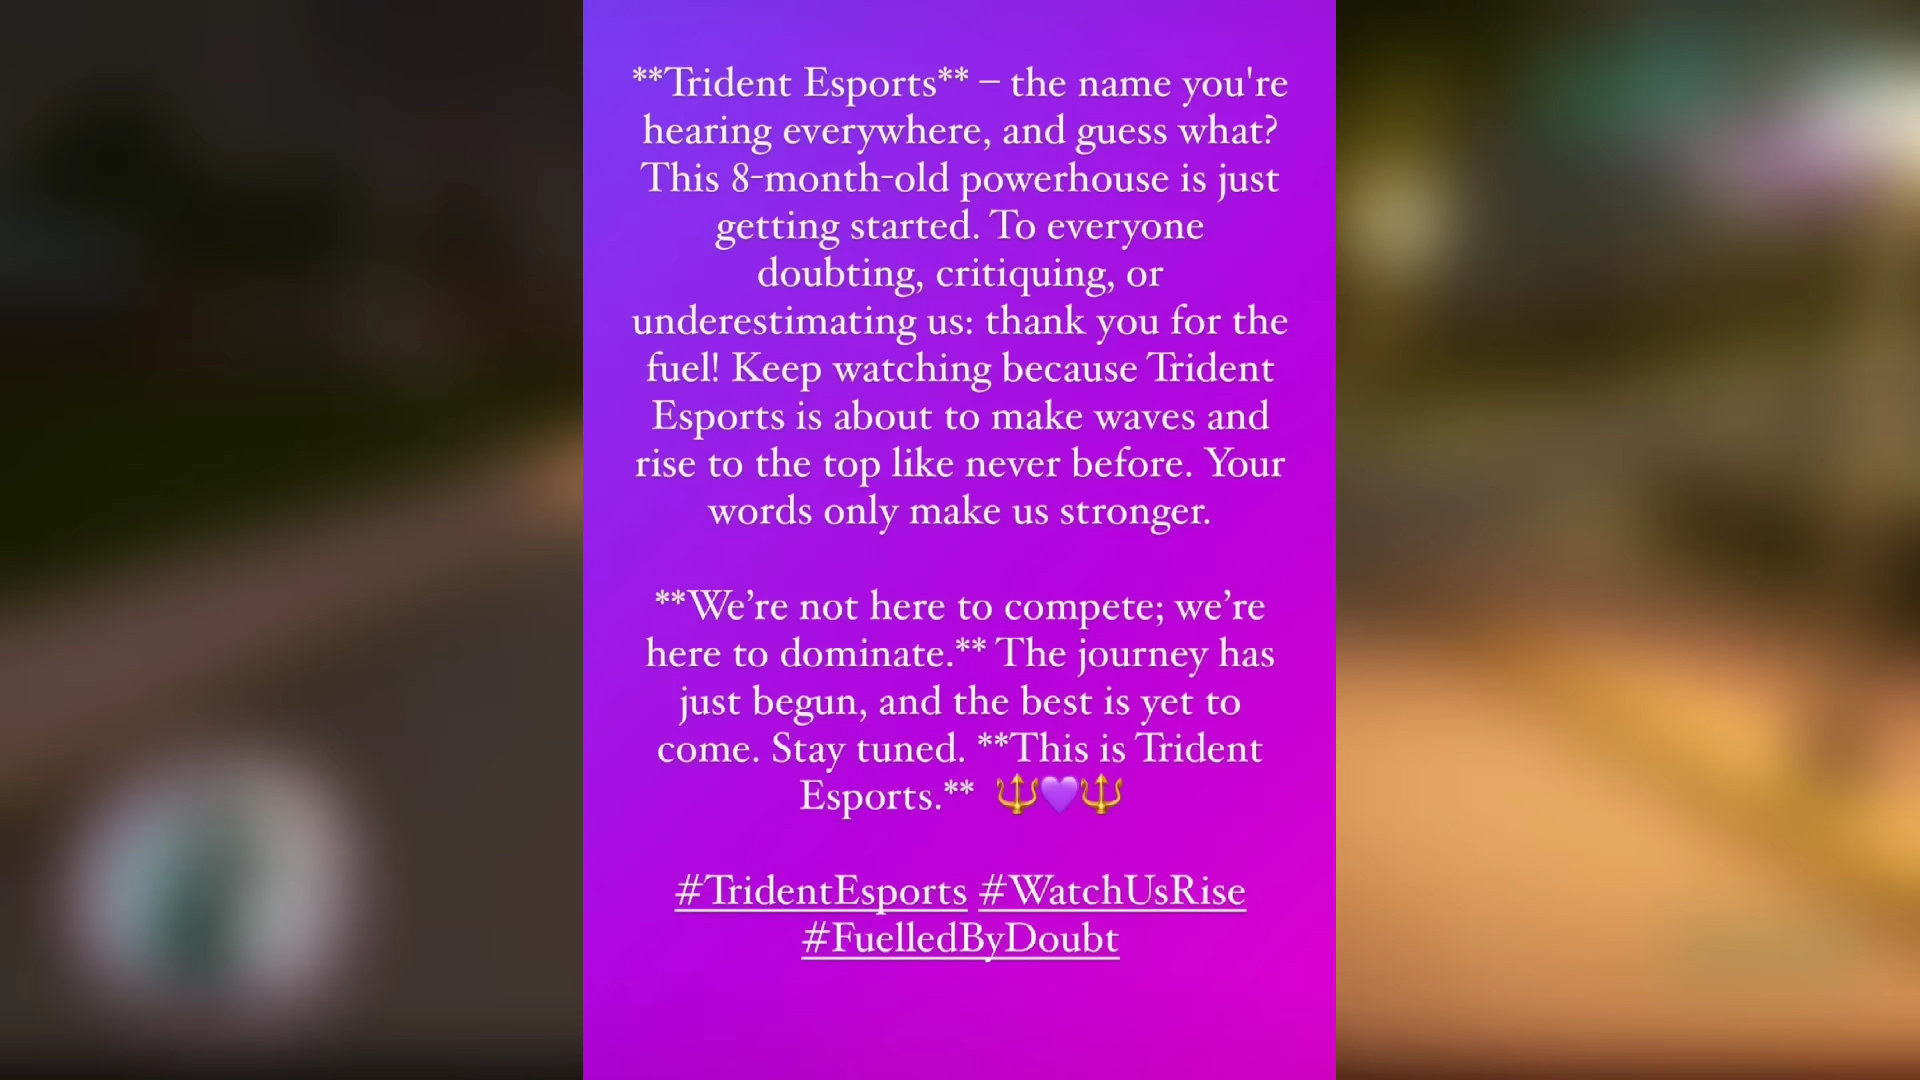 **Trident Esports** – the name you're
hearing everywhere, and guess what?
This 8-month-old powerhouse is just
getting started. To everyone
doubting, critiquing, or
underestimating us: thank you for the
fuel! Keep watching because Trident
Esports is about to make waves and
rise to the top like never before. Your
words only make us stronger.
**We’re not here to compete; we’re
here to dominate.** The journey has
just begun, and the best is yet to
come. Stay tuned. **This is Trident
Esports.** 🔱💜🔱
#TridentEsports #WatchUsRise
#FuelledByDoubt